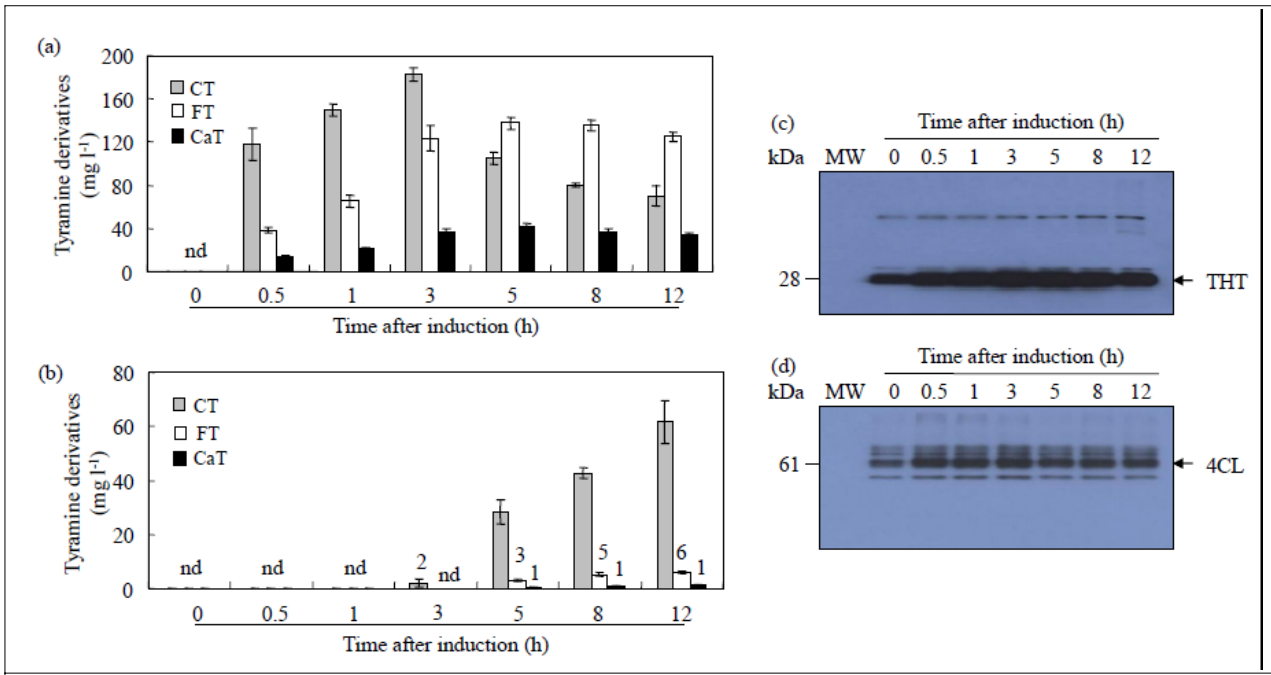 (a)
200
160
120
80
40
0
Tyramine derivatives
(mg l⁻¹)
CT
FT
CaT
nd
0 0.5 1 3 5 8 12
Time after induction (h)
(b)
80
60
40
20
0
Tyramine derivatives
(mg l⁻¹)
CT
FT
CaT
nd nd nd 2 nd 3 1 5 1 6 1
0 0.5 1 3 5 8 12
Time after induction (h)
(c)
Time after induction (h)
kDa MW 0 0.5 1 3 5 8 12
28
THT
(d)
Time after induction (h)
kDa MW 0 0.5 1 3 5 8 12
61
4CL